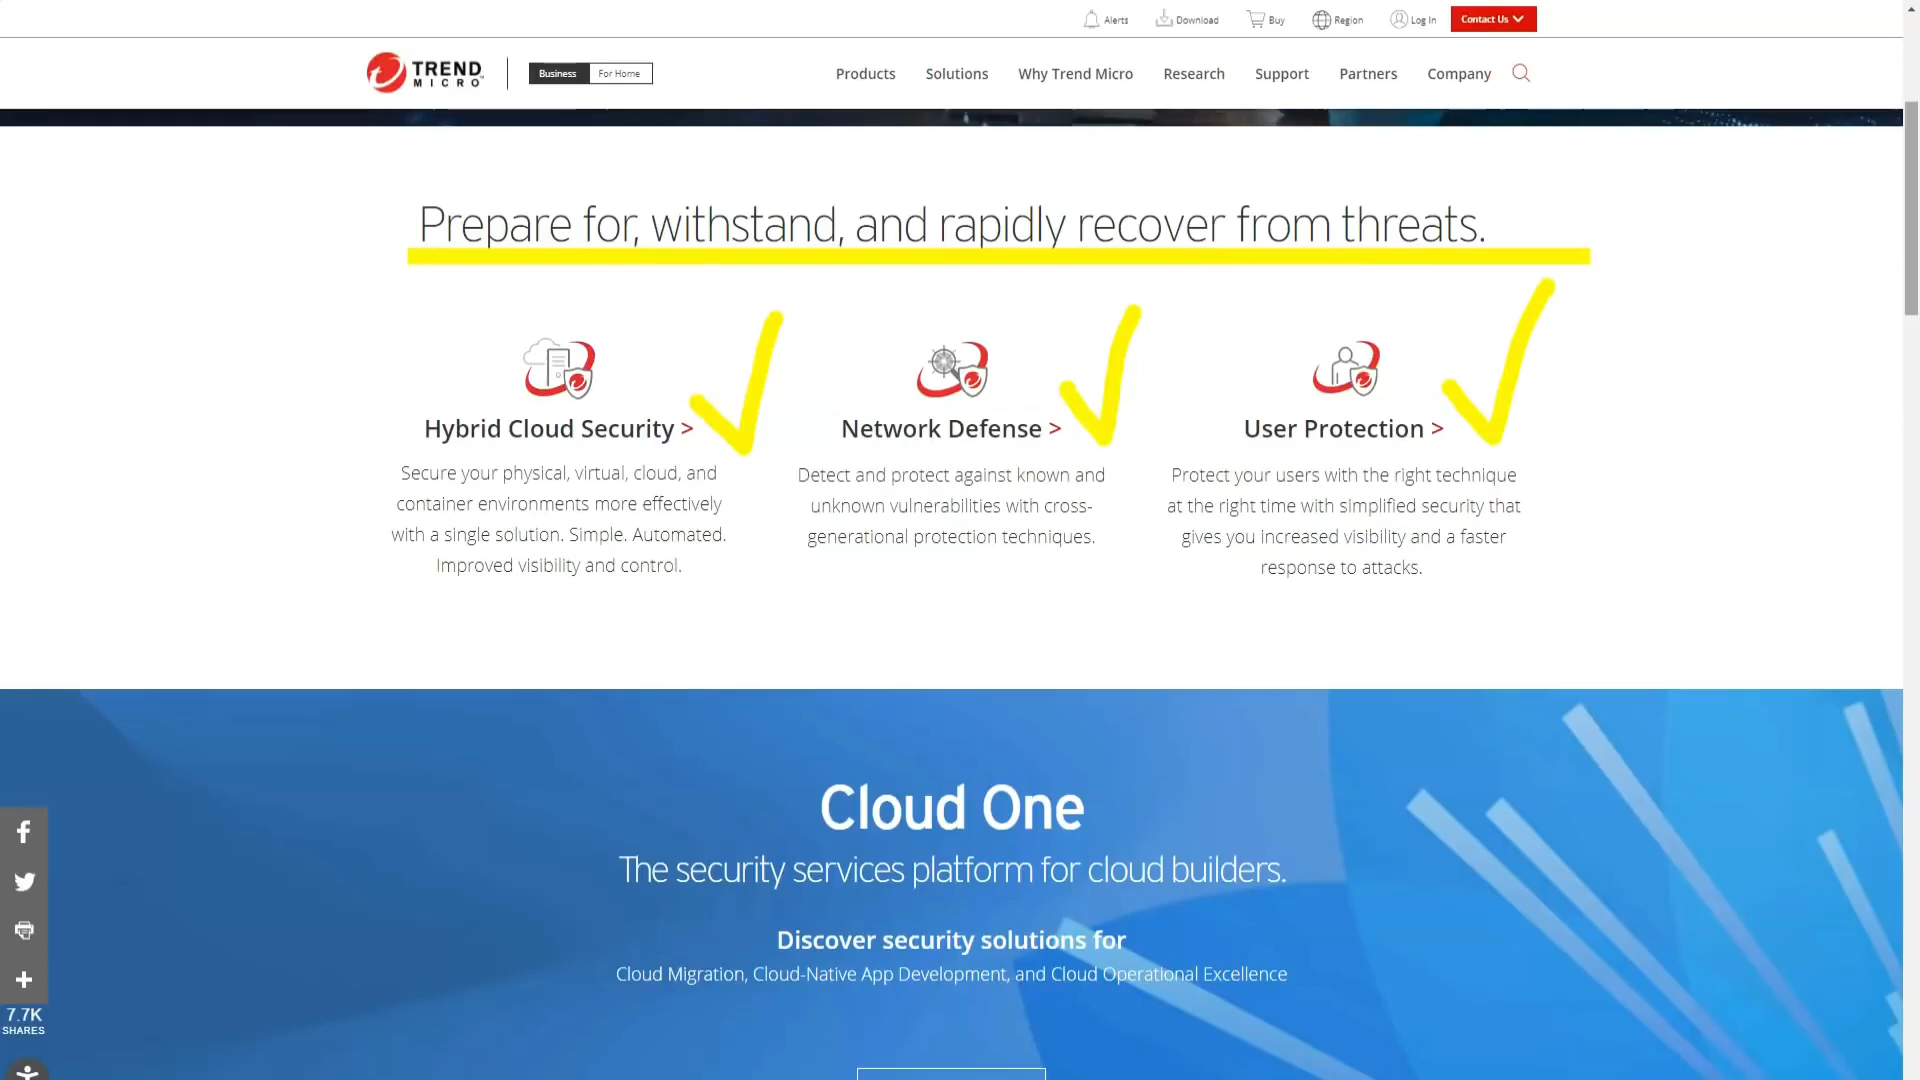 Alerts
Download
Buy
Region
Log In
Contact Us
TREND
MICRO
Business
For Home
Products
Solutions
Why Trend Micro
Research
Support
Partners
Company
Prepare for, withstand, and rapidly recover from threats.
Hybrid Cloud Security >
Secure your physical, virtual, cloud, and
container environments more effectively
with a single solution. Simple. Automated.
Improved visibility and control.
Network Defense >
Detect and protect against known and
unknown vulnerabilities with cross-
generational protection techniques.
User Protection >
Protect your users with the right technique
at the right time with simplified security that
gives you increased visibility and a faster
response to attacks.
Cloud One
The security services platform for cloud builders.
Discover security solutions for
Cloud Migration, Cloud-Native App Development, and Cloud Operational Excellence
7.7K
SHARES